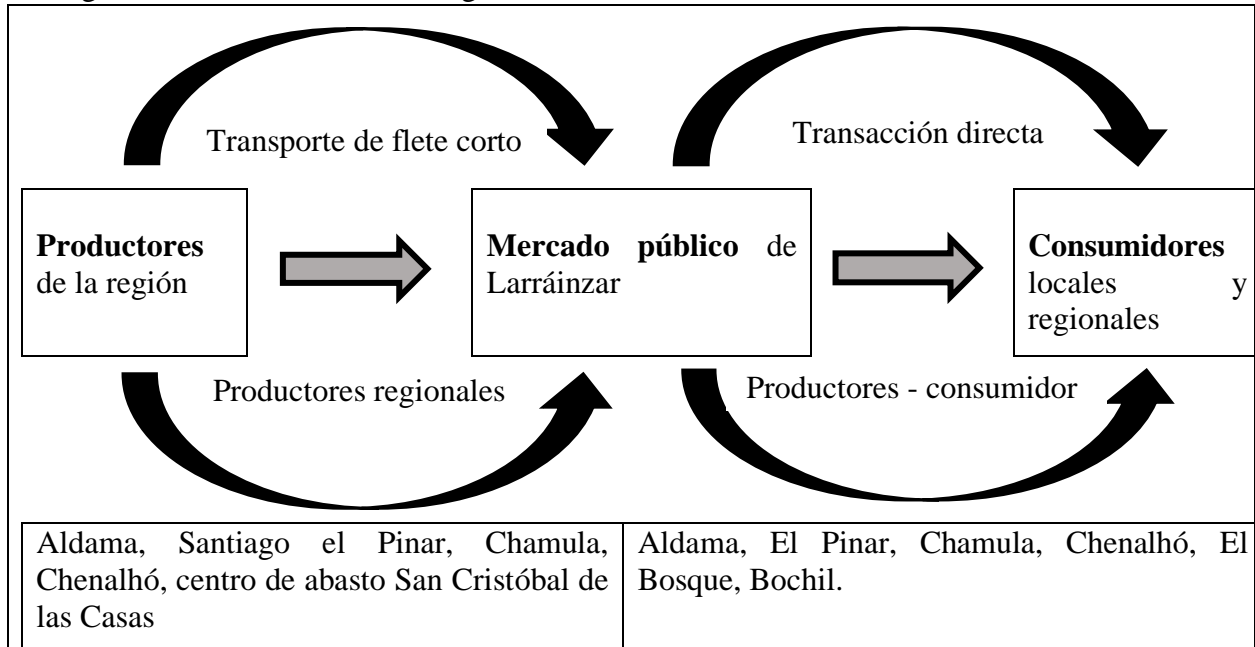 Transporte de flete corto
Transacción directa
Productores
de la región
Mercado público de
Larráinzar
Consumidores
locales y
regionales
Productores regionales
Productores - consumidor
Aldama, Santiago el Pinar, Chamula,
Chenalhó, centro de abasto San Cristóbal de
las Casas
Aldama, El Pinar, Chamula, Chenalhó, El
Bosque, Bochil.